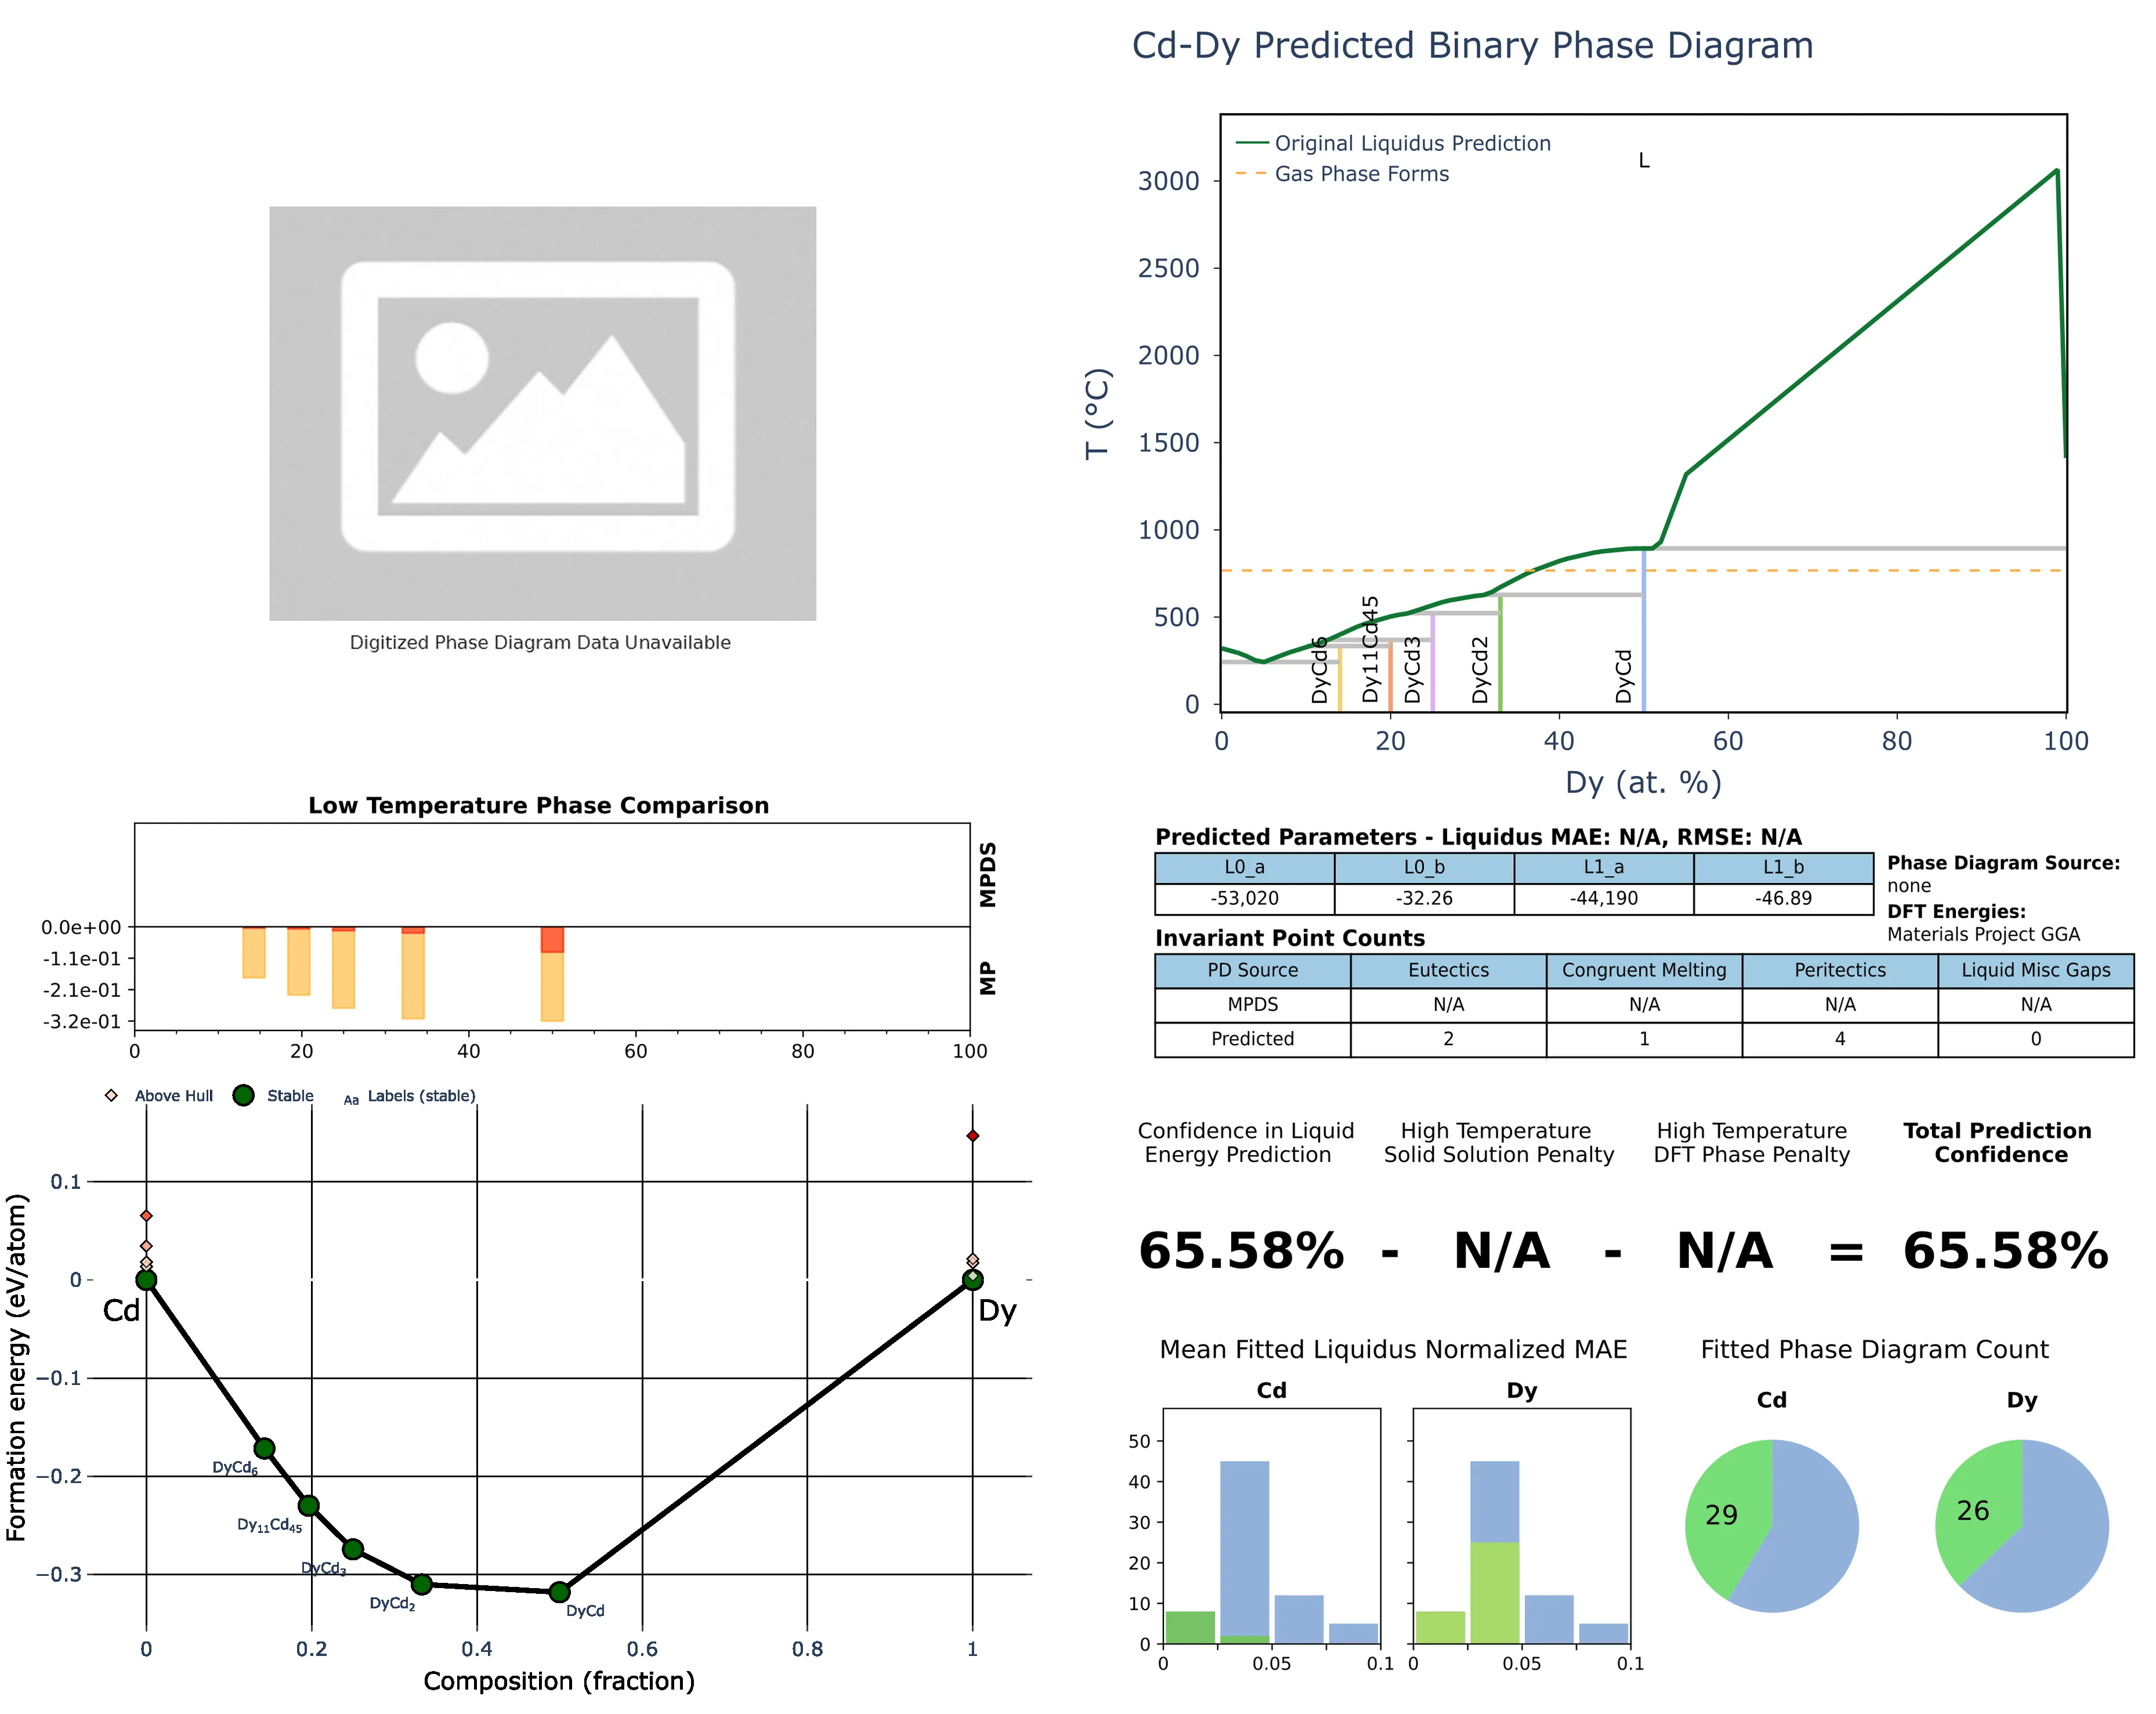 Cd-Dy Predicted Binary Phase Diagram
Original Liquidus Prediction
Gas Phase Forms
L
3000
2500
2000
1500
1000
500
0
T (°C)
DyCd6
Dy11Cd45
DyCd3
DyCd2
DyCd
0 20 40 60 80 100
Dy (at. %)
Digitized Phase Diagram Data Unavailable
Low Temperature Phase Comparison
MPDS
MP
0.0e+00
-1.1e-01
-2.1e-01
-3.2e-01
0 20 40 60 80 100
Predicted Parameters - Liquidus MAE: N/A, RMSE: N/A
L0_a L0_b L1_a L1_b
-53,020 -32.26 -44,190 -46.89
Phase Diagram Source:
none
DFT Energies:
Materials Project GGA
Invariant Point Counts
PD Source Eutectics Congruent Melting Peritectics Liquid Misc Gaps
MPDS N/A N/A N/A N/A
Predicted 2 1 4 0
Above Hull Stable Aa Labels (stable)
0.1
0
−0.1
−0.2
−0.3
Formation energy (eV/atom)
Cd
Dy
DyCd6
Dy11Cd45
DyCd3
DyCd2
DyCd
0 0.2 0.4 0.6 0.8 1
Composition (fraction)
Confidence in Liquid
Energy Prediction
High Temperature
Solid Solution Penalty
High Temperature
DFT Phase Penalty
Total Prediction
Confidence
65.58% - N/A - N/A = 65.58%
Mean Fitted Liquidus Normalized MAE
Cd
Dy
50
40
30
20
10
0
0 0.05 0.1
0 0.05 0.1
Fitted Phase Diagram Count
Cd
29
Dy
26